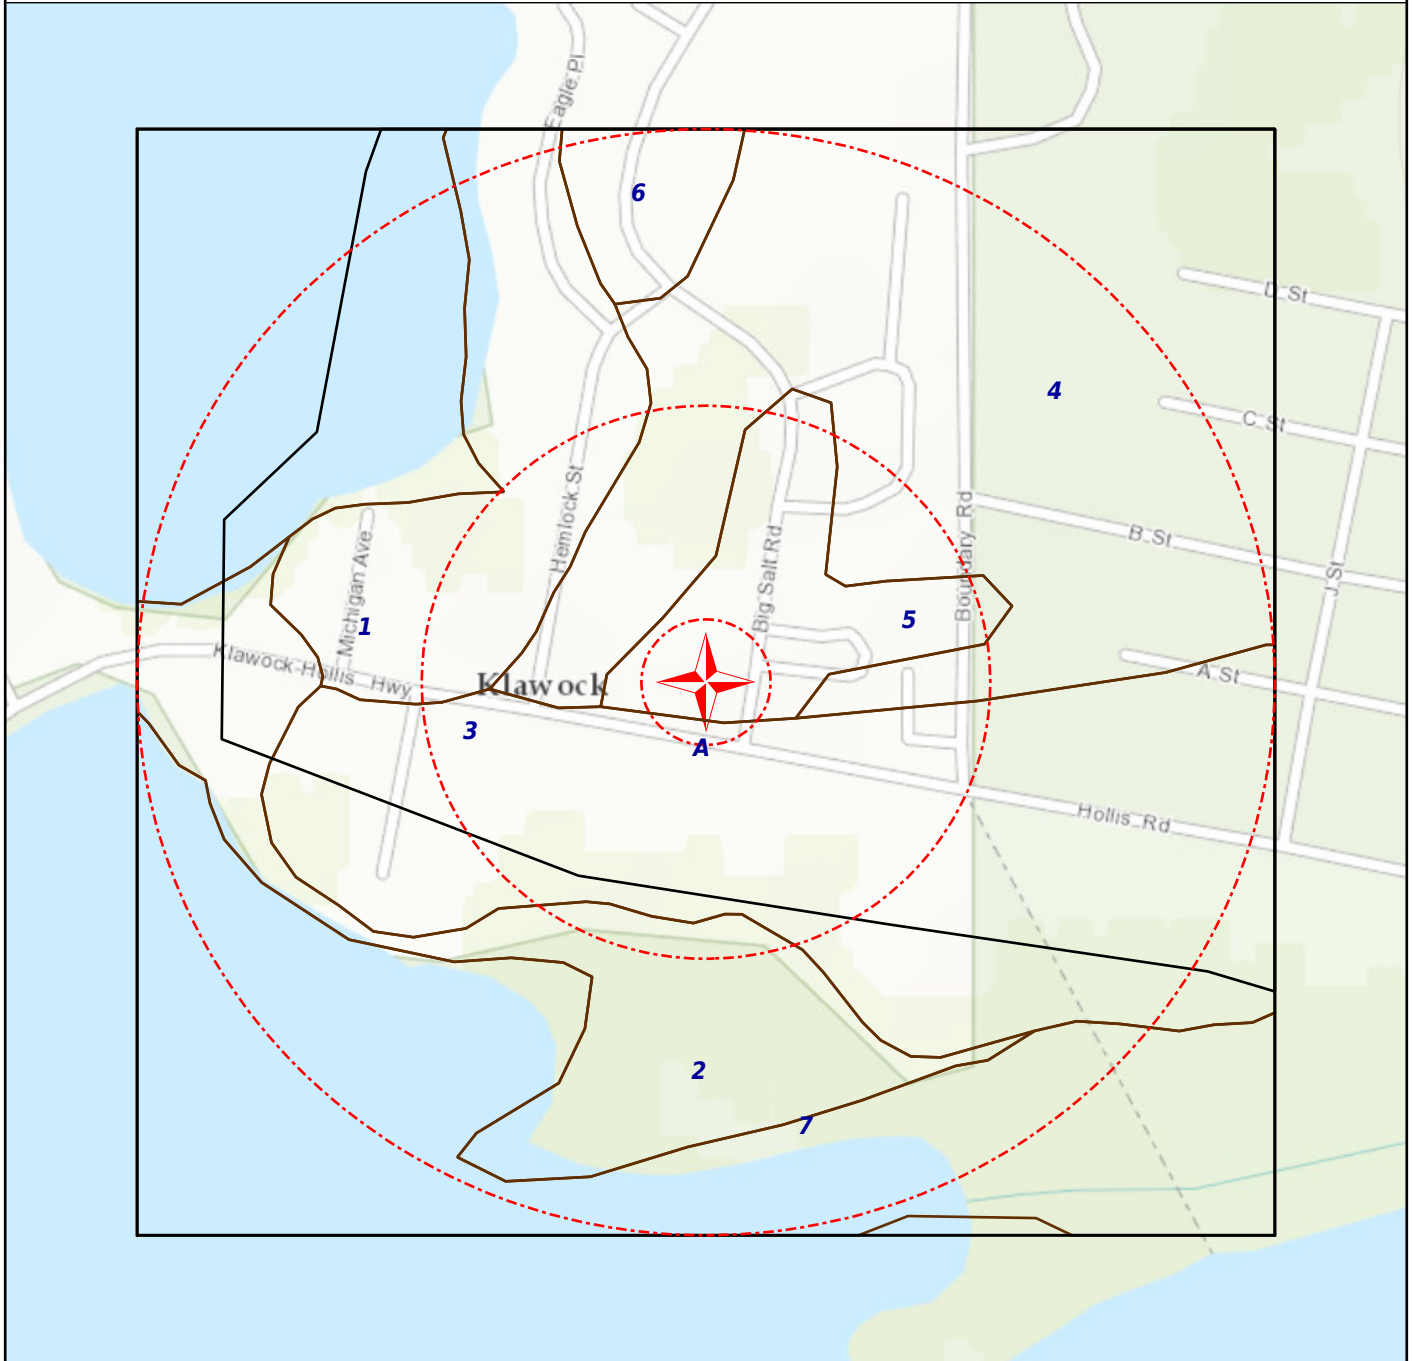 Eagle Pl
6
D St
4
C St
Hemlock St
Boundary Rd
B St
Big Salt Rd
Michigan Ave
J St
1
5
Klawock-Hollis Hwy
Klawock
A St
3
A
Hollis Rd
2
7